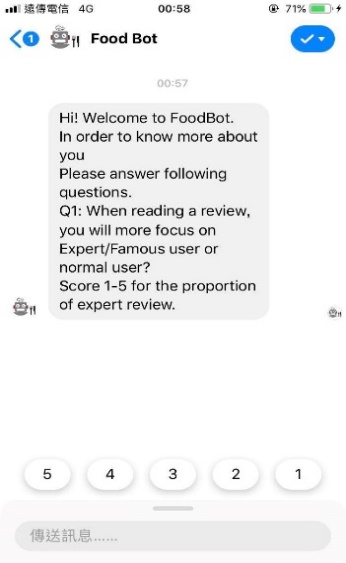 遠傳電信 4G 00:58 71%
1 Food Bot
00:57
Hi! Welcome to FoodBot.
In order to know more about
you
Please answer following
questions.
Q1: When reading a review,
you will more focus on
Expert/Famous user or
normal user?
Score 1-5 for the proportion
of expert review.
5 4 3 2 1
傳送訊息......